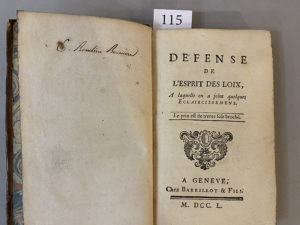 115
DEFENSE
DE
L'ESPRIT DES LOIX,
A laquelle on a joint quelques
ECLAIRCISSEMENS.
Le prix est de trente sols broché.
A GENEVE,
Chez BARRILLOT & FILS
M. DCC. L.